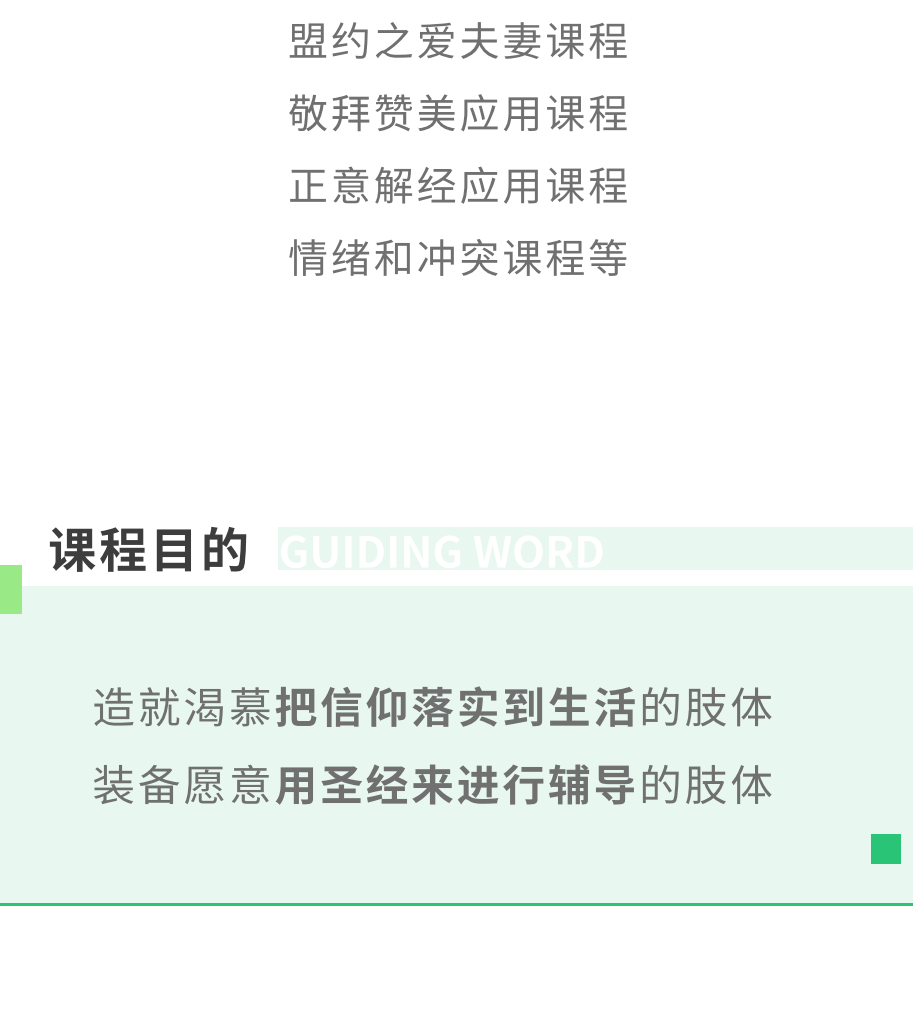 盟约之爱夫妻课程
敬拜赞美应用课程
正意解经应用课程
情绪和冲突课程等
课程目的 GUIDING WORD
造就渴慕把信仰落实到生活的肢体
装备愿意用圣经来进行辅导的肢体